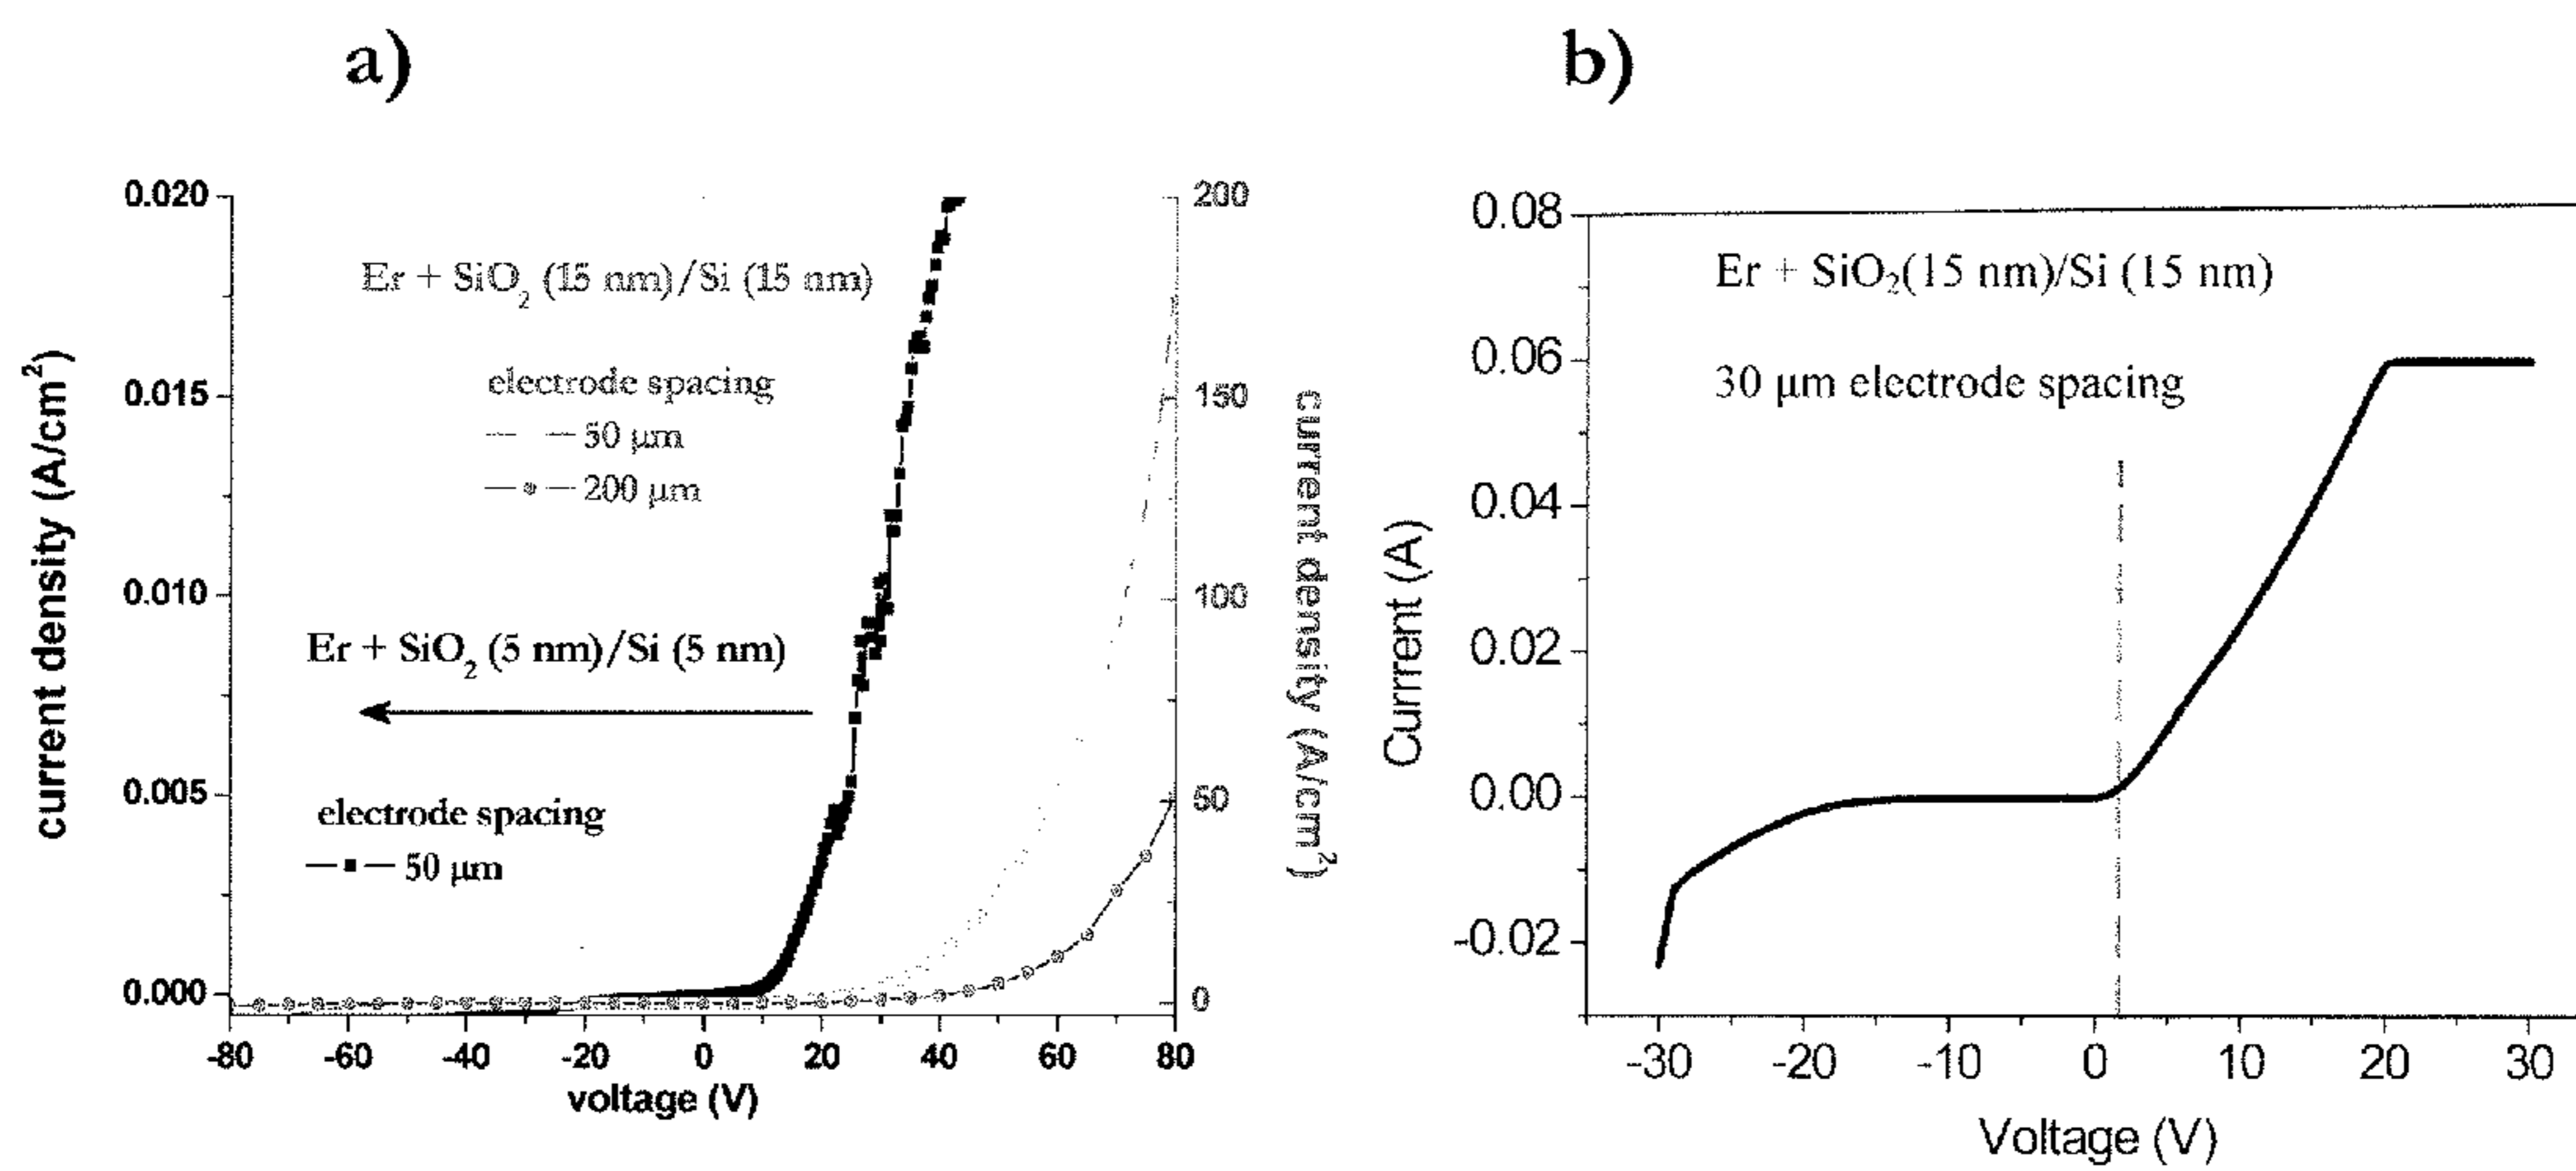 a)
0.020
0.015
0.010
0.005
0.000
current density (A/cm²)
Er + SiO₂ (15 nm)/Si (15 nm)
electrode spacing
50 μm
200 μm
Er + SiO₂ (5 nm)/Si (5 nm)
electrode spacing
50 μm
200
150
100
50
0
current density (A/cm²)
-80 -60 -40 -20 0 20 40 60 80
voltage (V)
b)
0.08
0.06
0.04
0.02
0.00
-0.02
Current (A)
Er + SiO₂(15 nm)/Si (15 nm)
30 μm electrode spacing
-30 -20 -10 0 10 20 30
Voltage (V)